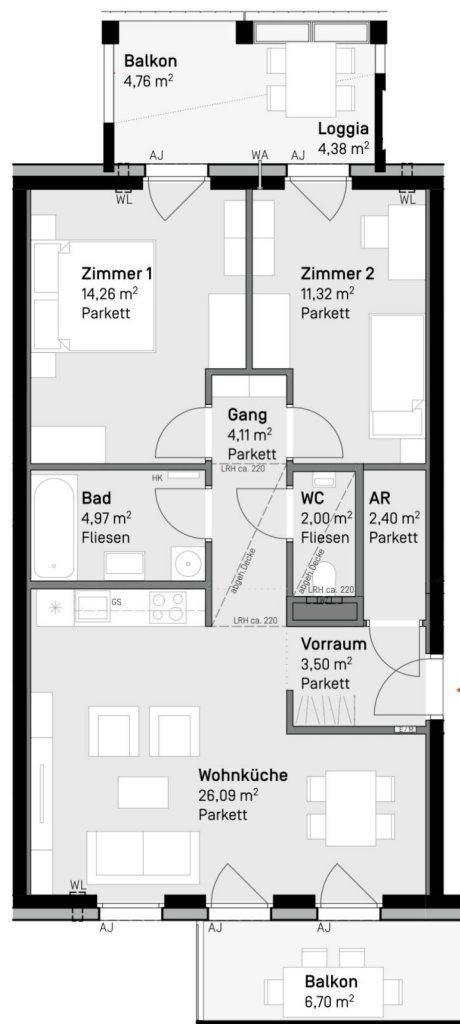 Balkon
4,76 m²
Loggia
4,38 m²
AJ
WA
AJ
WL
WL
Zimmer 1
14,26 m²
Parkett
Zimmer 2
11,32 m²
Parkett
Gang
4,11 m²
Parkett
LRH ca. 220
HK
Bad
4,97 m²
Fliesen
WC
2,00 m²
Fliesen
AR
2,40 m²
Parkett
abgeh.Decke
abgeh.Decke
LRH ca. 220
GS
LRH ca. 220
Vorraum
3,50 m²
Parkett
E/M
Wohnküche
26,09 m²
Parkett
WL
AJ
AJ
AJ
Balkon
6,70 m²